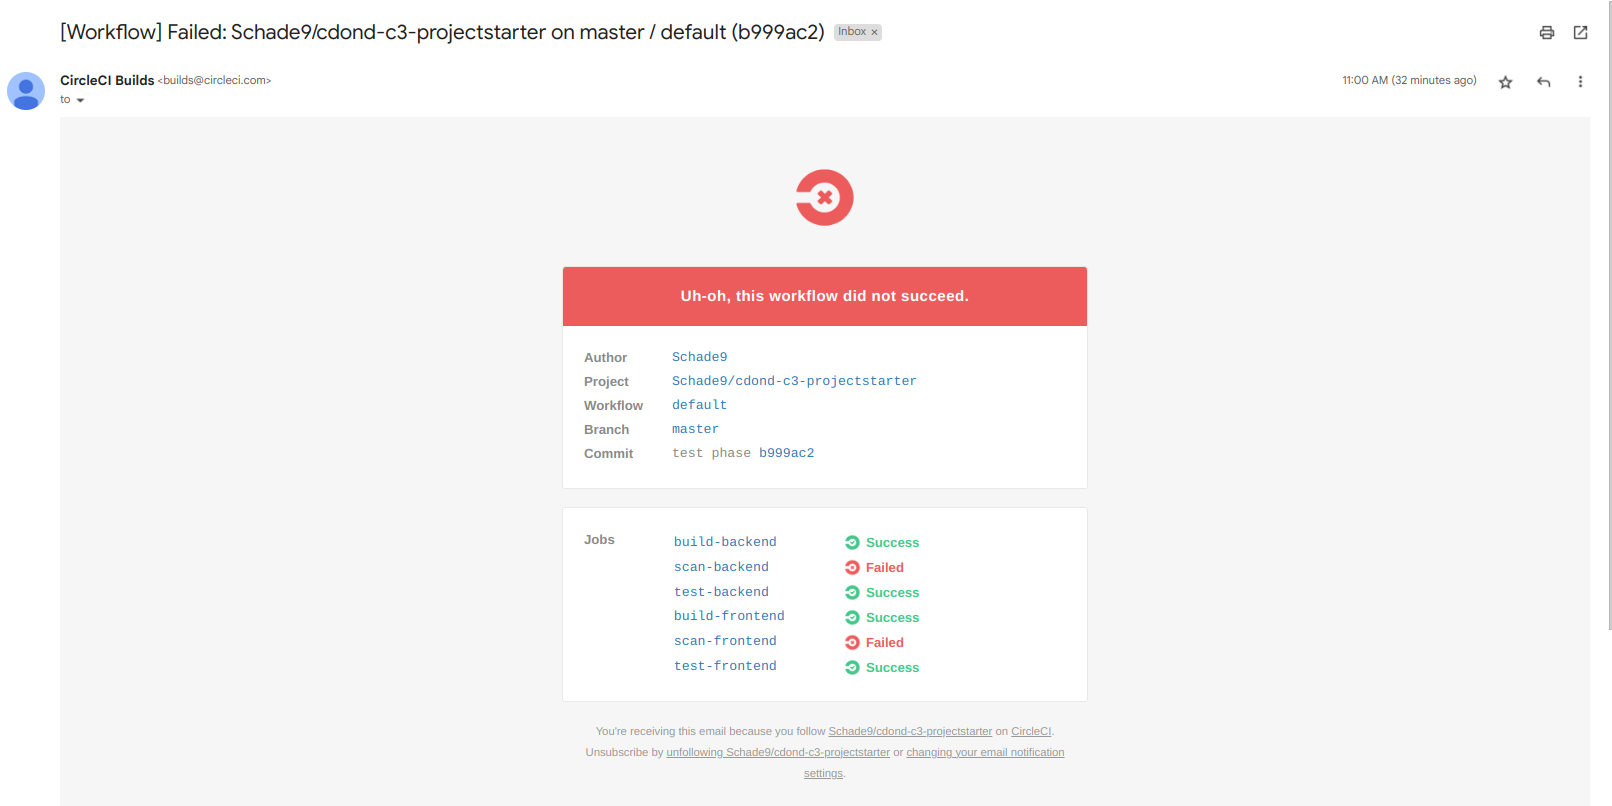 [Workflow] Failed: Schade9/cdond-c3-projectstarter on master / default (b999ac2) Inbox ×
CircleCI Builds <builds@circleci.com> 11:00 AM (32 minutes ago)
to
Uh-oh, this workflow did not succeed.
Author Schade9
Project Schade9/cdond-c3-projectstarter
Workflow default
Branch master
Commit test phase b999ac2
Jobs build-backend Success
scan-backend Failed
test-backend Success
build-frontend Success
scan-frontend Failed
test-frontend Success
You're receiving this email because you follow Schade9/cdond-c3-projectstarter on CircleCI.
Unsubscribe by unfollowing Schade9/cdond-c3-projectstarter or changing your email notification
settings.